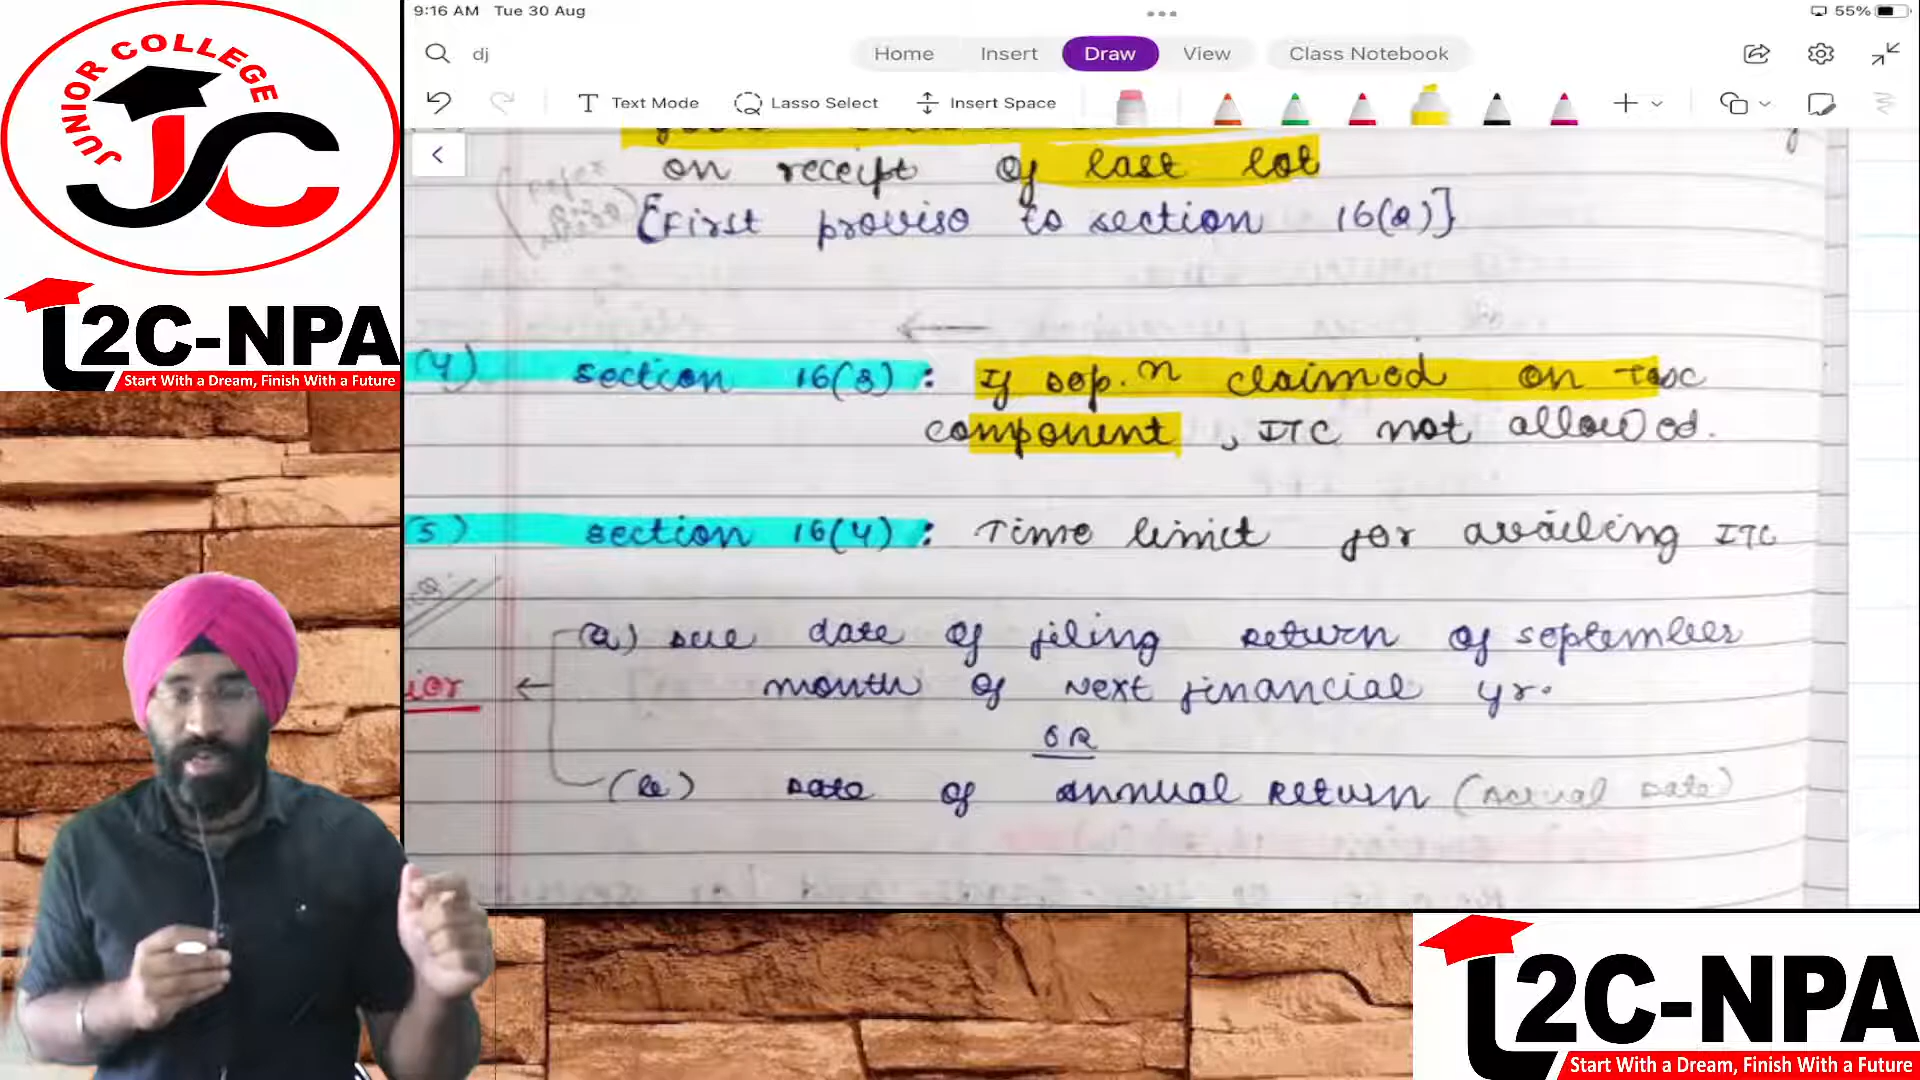 JUNIOR COLLEGE
JC
L2C-NPA
Start With a Dream, Finish With a Future
9:16 AM Tue 30 Aug
55%
dj
Home Insert Draw View Class Notebook
Text Mode Lasso Select Insert Space
on receipt of last lot
[First proviso to section 16(2)]
(4) section 16(3) : If dep.n claimed on tax
component , ITC not allowed.
(5) section 16(4) : Time limit for availing ITC
(a) due date of filing return of september
month of next financial yr.
OR
(b) date of annual return (Actual date)
L2C-NPA
Start With a Dream, Finish With a Future